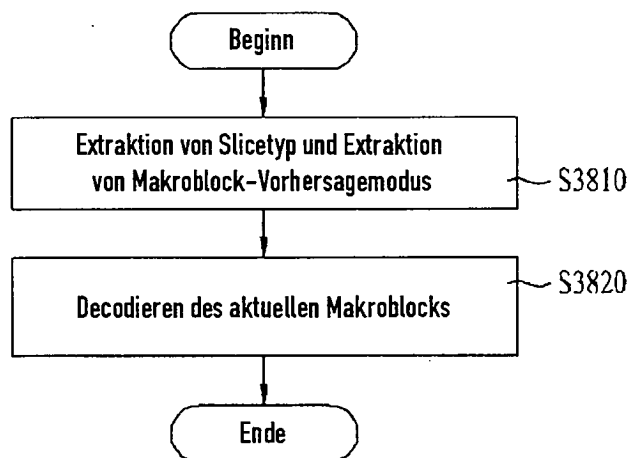 Beginn
Extraktion von Slicetyp und Extraktion
von Makroblock-Vorhersagemodus
S3810
Decodieren des aktuellen Makroblocks
S3820
Ende